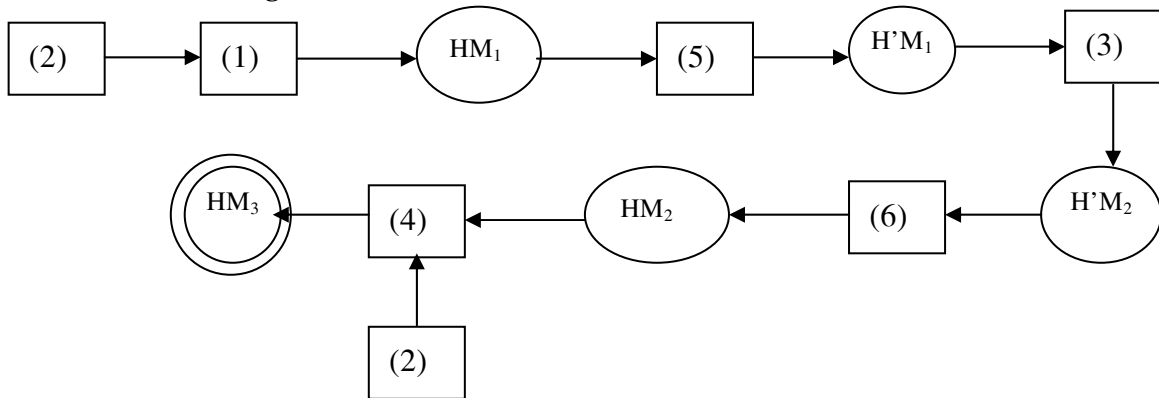 (2) (1) HM₁ (5) H’M₁ (3)
HM₃ (4) HM₂ (6) H’M₂
(2)